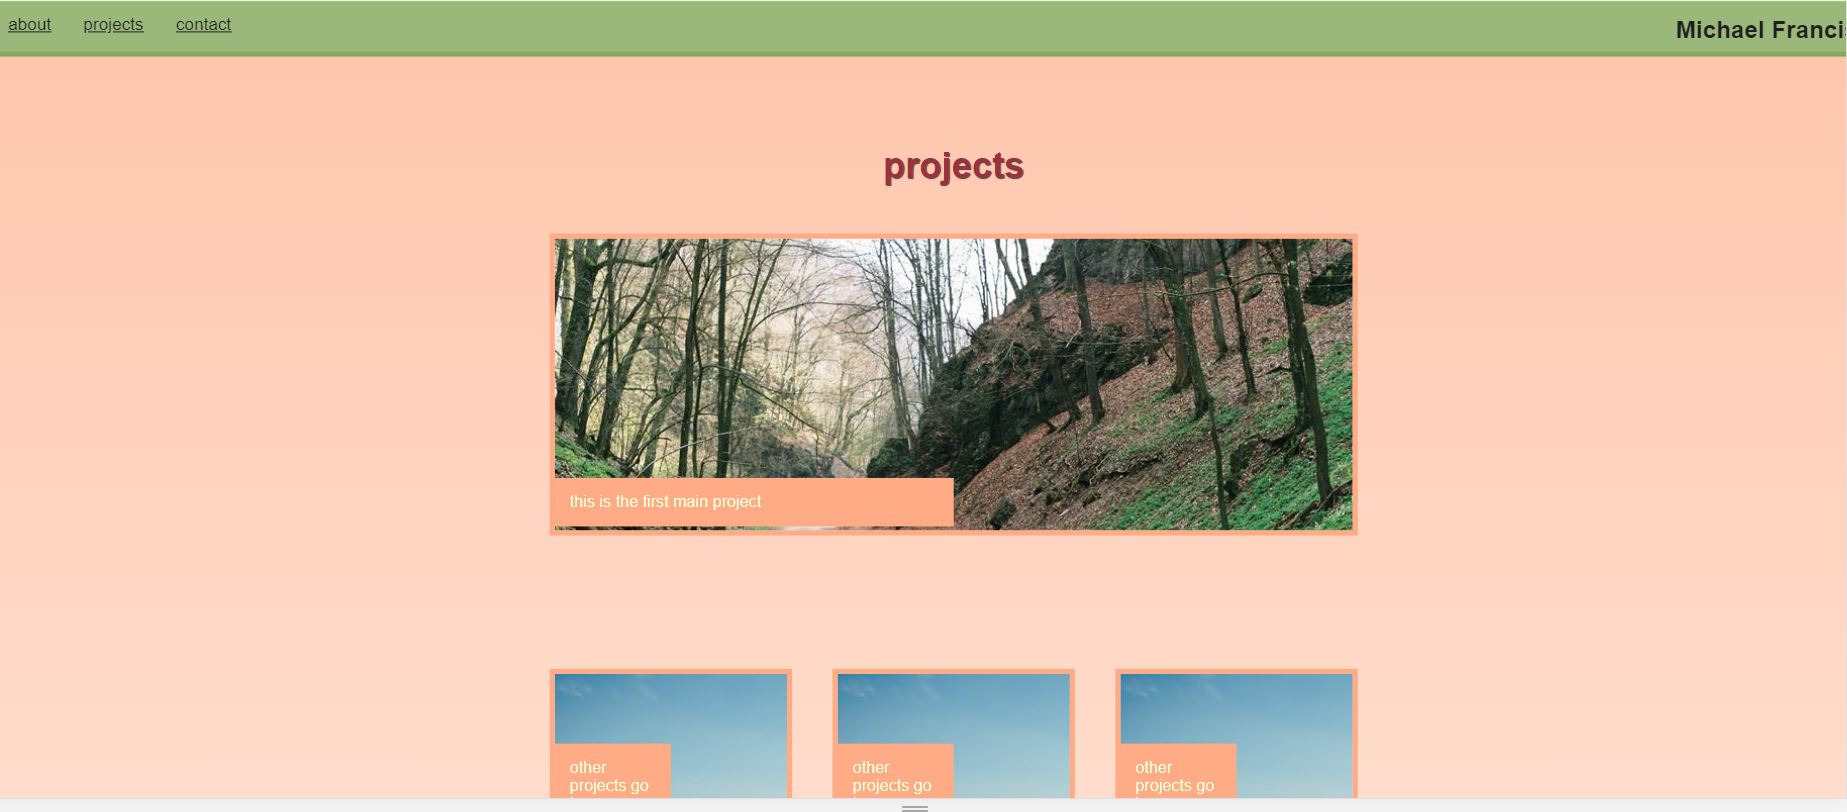 about projects contact Michael Franci
projects
this is the first main project
other
projects go
other
projects go
other
projects go